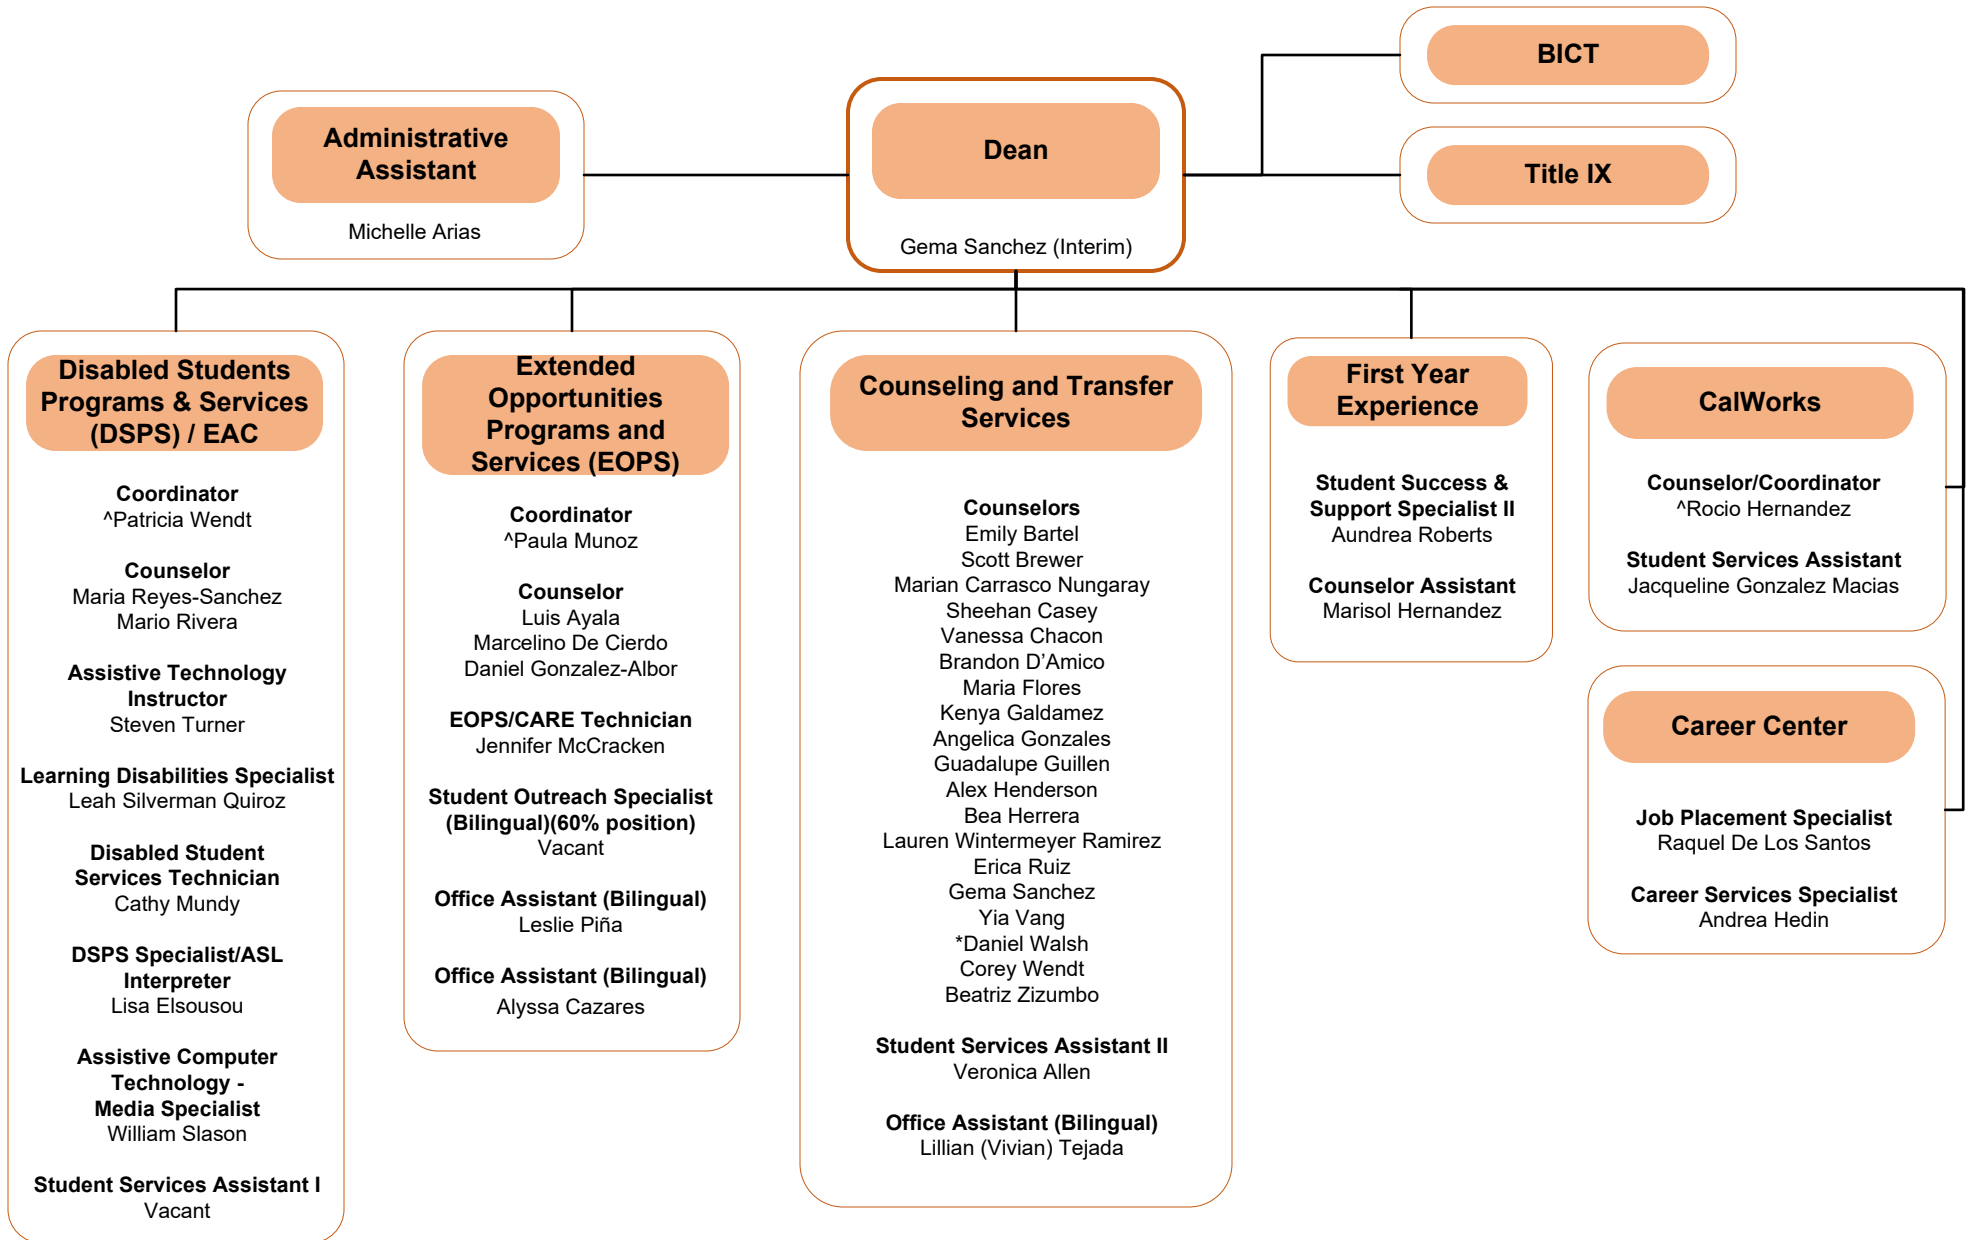 BICT
Administrative
Assistant
Michelle Arias
Dean
Gema Sanchez (Interim)
Title IX
Disabled Students
Programs & Services
(DSPS) / EAC
Coordinator
^Patricia Wendt
Counselor
Maria Reyes-Sanchez
Mario Rivera
Assistive Technology
Instructor
Steven Turner
Learning Disabilities Specialist
Leah Silverman Quiroz
Disabled Student
Services Technician
Cathy Mundy
DSPS Specialist/ASL
Interpreter
Lisa Elsousou
Assistive Computer
Technology -
Media Specialist
William Slason
Student Services Assistant I
Vacant
Extended
Opportunities
Programs and
Services (EOPS)
Coordinator
^Paula Munoz
Counselor
Luis Ayala
Marcelino De Cierdo
Daniel Gonzalez-Albor
EOPS/CARE Technician
Jennifer McCracken
Student Outreach Specialist
(Bilingual)(60% position)
Vacant
Office Assistant (Bilingual)
Leslie Piña
Office Assistant (Bilingual)
Alyssa Cazares
Counseling and Transfer
Services
Counselors
Emily Bartel
Scott Brewer
Marian Carrasco Nungaray
Sheehan Casey
Vanessa Chacon
Brandon D’Amico
Maria Flores
Kenya Galdamez
Angelica Gonzales
Guadalupe Guillen
Alex Henderson
Bea Herrera
Lauren Wintermeyer Ramirez
Erica Ruiz
Gema Sanchez
Yia Vang
*Daniel Walsh
Corey Wendt
Beatriz Zizumbo
Student Services Assistant II
Veronica Allen
Office Assistant (Bilingual)
Lillian (Vivian) Tejada
First Year
Experience
Student Success &
Support Specialist II
Aundrea Roberts
Counselor Assistant
Marisol Hernandez
CalWorks
Counselor/Coordinator
^Rocio Hernandez
Student Services Assistant
Jacqueline Gonzalez Macias
Career Center
Job Placement Specialist
Raquel De Los Santos
Career Services Specialist
Andrea Hedin